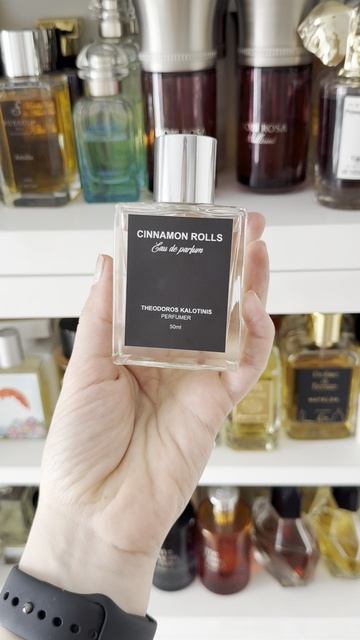 CINNAMON ROLLS
Eau de parfum
THEODOROS KALOTINIS
PERFUMER
50ml